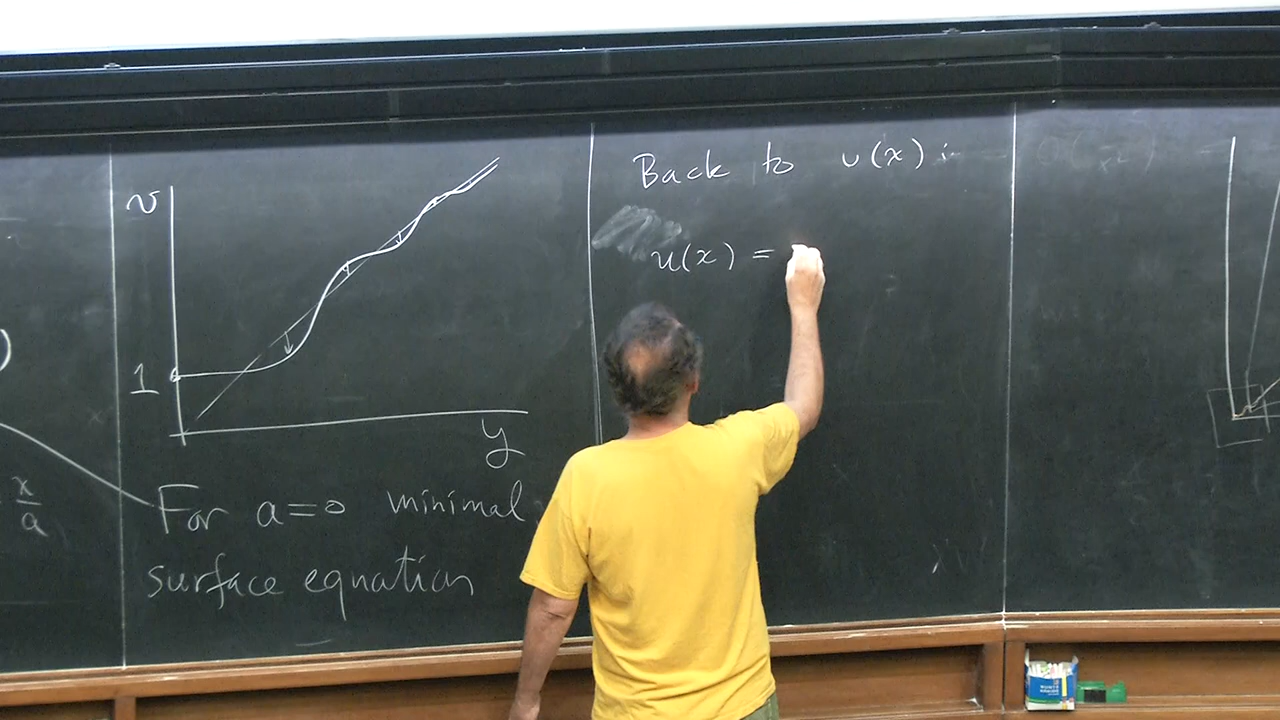 )
x/a
v
1
y
For a=0 minimal
surface equation
Back to u(x):
u(x) =